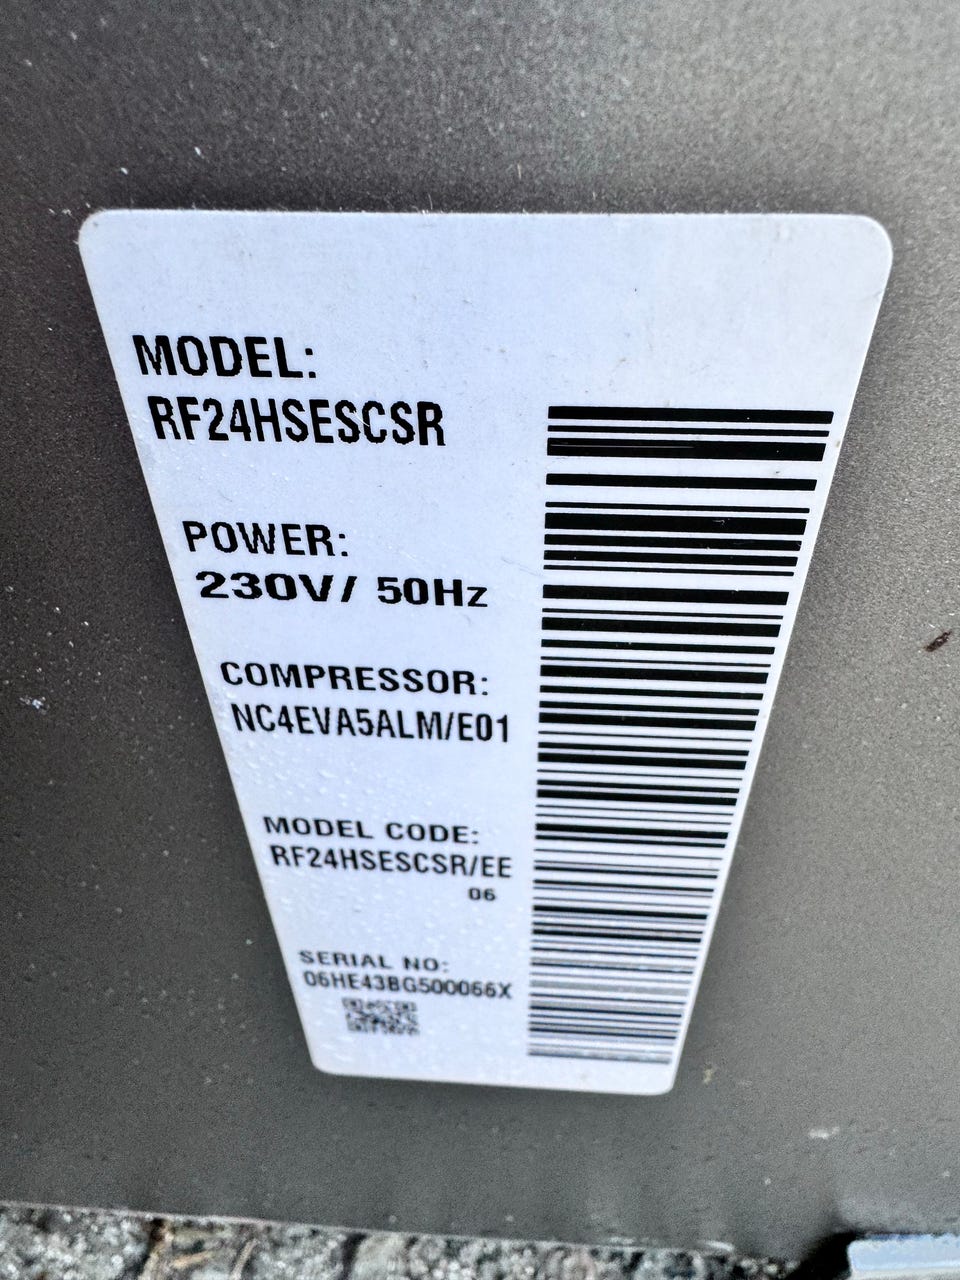 MODEL:
RF24HSESCSR
POWER:
230V/ 50Hz
COMPRESSOR:
NC4EVA5ALM/E01
MODEL CODE:
RF24HSESCSR/EE
06
SERIAL NO:
06HE43BG500066X